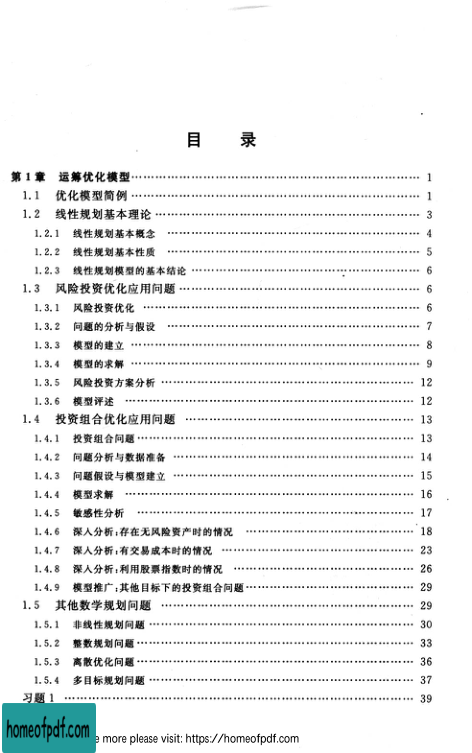 目 录
第1章 运筹优化模型……1
1.1 优化模型简例……1
1.2 线性规划基本理论……3
1.2.1 线性规划基本概念……4
1.2.2 线性规划基本性质……5
1.2.3 线性规划模型的基本结论……6
1.3 风险投资优化应用问题……6
1.3.1 风险投资优化……6
1.3.2 问题的分析与假设……7
1.3.3 模型的建立……8
1.3.4 模型的求解……9
1.3.5 风险投资方案分析……12
1.3.6 模型评述……12
1.4 投资组合优化应用问题……13
1.4.1 投资组合问题……13
1.4.2 问题分析与数据准备……14
1.4.3 问题假设与模型建立……15
1.4.4 模型求解……16
1.4.5 敏感性分析……17
1.4.6 深入分析:存在无风险资产时的情况……18
1.4.7 深入分析:有交易成本时的情况……23
1.4.8 深入分析:利用股票指数时的情况……26
1.4.9 模型推广:其他目标下的投资组合问题……29
1.5 其他数学规划问题……29
1.5.1 非线性规划问题……30
1.5.2 整数规划问题……33
1.5.3 离散优化问题……36
1.5.4 多目标规划问题……37
习题1……39
homeofpdf.com
e more please visit: https://homeofpdf.com